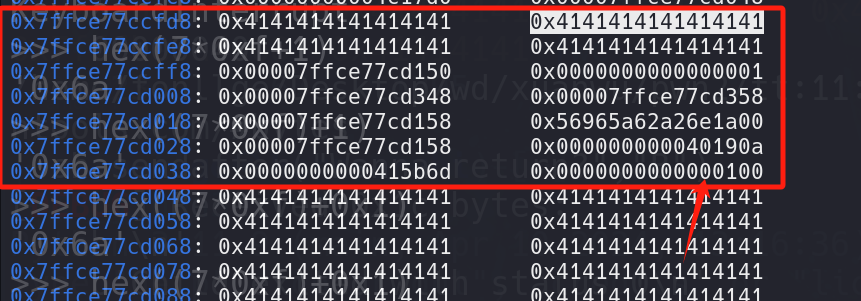 0x7ffce77ccfd8: 0x4141414141414141 0x4141414141414141
0x7ffce77ccfe8: 0x4141414141414141 0x4141414141414141
0x7ffce77ccff8: 0x00007ffce77cd150 0x0000000000000001
0x7ffce77cd008: 0x00007ffce77cd348 0x00007ffce77cd358
0x7ffce77cd018: 0x00007ffce77cd158 0x56965a62a26e1a00
0x7ffce77cd028: 0x00007ffce77cd158 0x000000000040190a
0x7ffce77cd038: 0x0000000000415b6d 0x0000000000000100
0x7ffce77cd048: 0x4141414141414141 0x4141414141414141
0x7ffce77cd058: 0x4141414141414141 0x4141414141414141
0x7ffce77cd068: 0x4141414141414141 0x4141414141414141
0x7ffce77cd078: 0x4141414141414141 0x4141414141414141
0x7ffce77cd088: 0x4141414141414141 0x4141414141414141